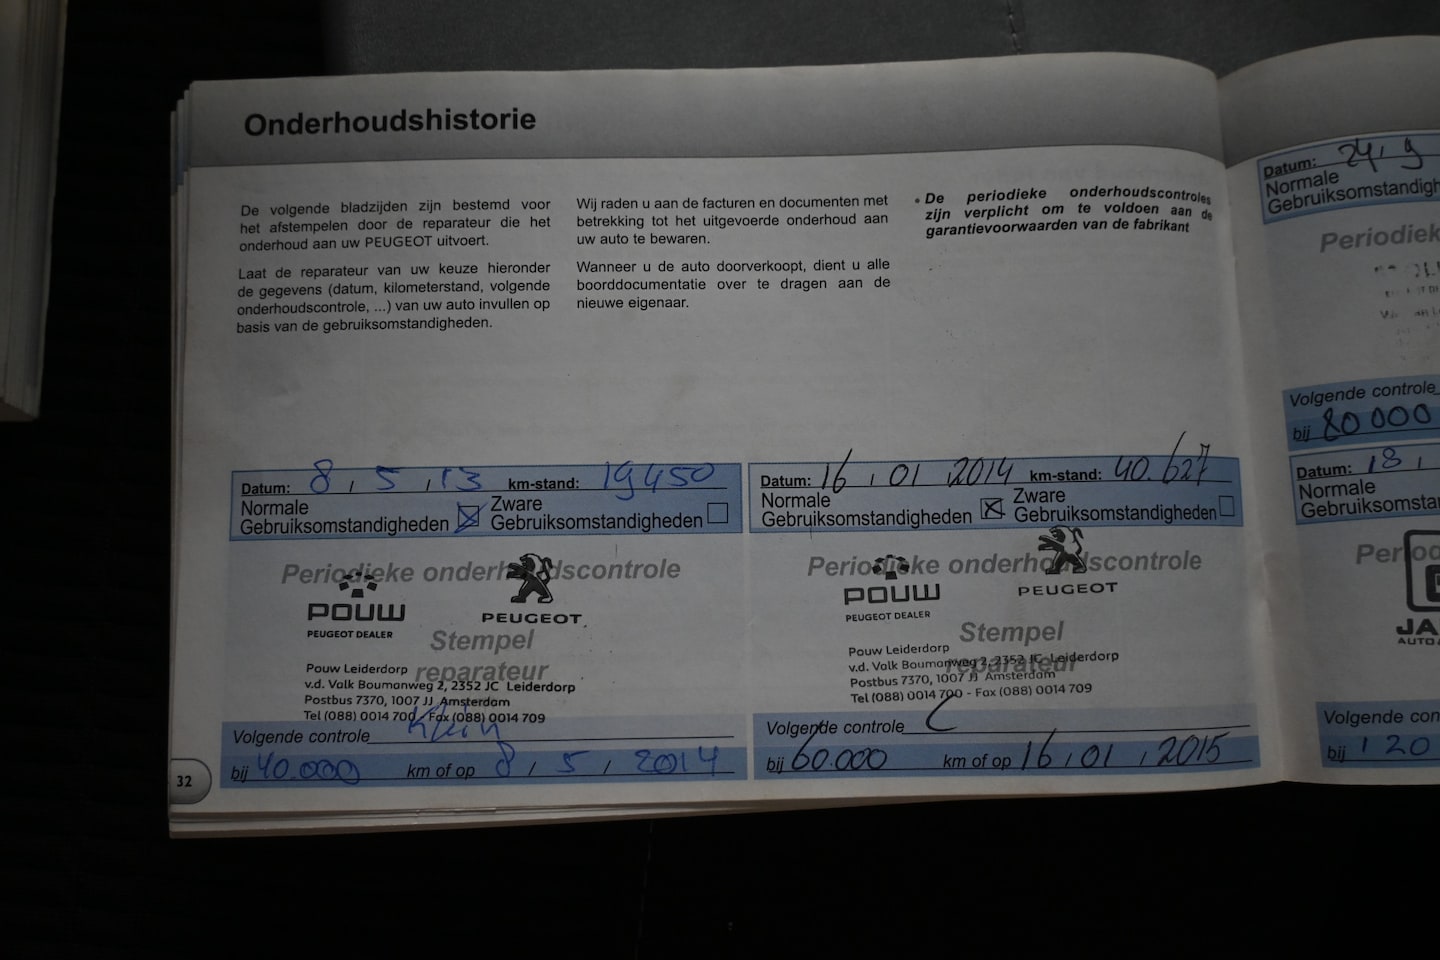 Onderhoudshistorie
De volgende bladzijden zijn bestemd voor
het afstempelen door de reparateur die het
onderhoud aan uw PEUGEOT uitvoert.
Laat de reparateur van uw keuze hieronder
de gegevens (datum, kilometerstand, volgende
onderhoudscontrole, ...) van uw auto invullen op
basis van de gebruiksomstandigheden.
Wij raden u aan de facturen en documenten met
betrekking tot het uitgevoerde onderhoud aan
uw auto te bewaren.
Wanneer u de auto doorverkoopt, dient u alle
boorddocumentatie over te dragen aan de
nieuwe eigenaar.
• De periodieke onderhoudscontroles
zijn verplicht om te voldoen aan de
garantievoorwaarden van de fabrikant
Datum: 8, 5, 13 km-stand: 19450
Normale
Gebruiksomstandigheden
Zware
Gebruiksomstandigheden
Periodieke onderhoudscontrole
POUW
PEUGEOT DEALER
PEUGEOT
Stempel
reparateur
Pouw Leiderdorp
v.d. Valk Boumanweg 2, 2352 JC Leiderdorp
Postbus 7370, 1007 JJ Amsterdam
Tel (088) 0014 700 - Fax (088) 0014 709
Volgende controle Klein
bij 40.000 km of op 8, 5, 2014
32
Datum: 16, 01, 2014 km-stand: 40.627
Normale
Gebruiksomstandigheden
Zware
Gebruiksomstandigheden
Periodieke onderhoudscontrole
POUW
PEUGEOT DEALER
PEUGEOT
Stempel
reparateur
Pouw Leiderdorp
v.d. Valk Boumanweg 2, 2352 JC Leiderdorp
Postbus 7370, 1007 JJ Amsterdam
Tel (088) 0014 700 - Fax (088) 0014 709
Volgende controle
bij 60.000 km of op 16, 01, 2015
Datum: 24, 9
Normale
Gebruiksomstandigh
Periodiek
Volgende controle
bij 80 000
Datum: 18,
Normale
Gebruiksomstandig
Perio
JA
AUTO
Volgende con
bij 120